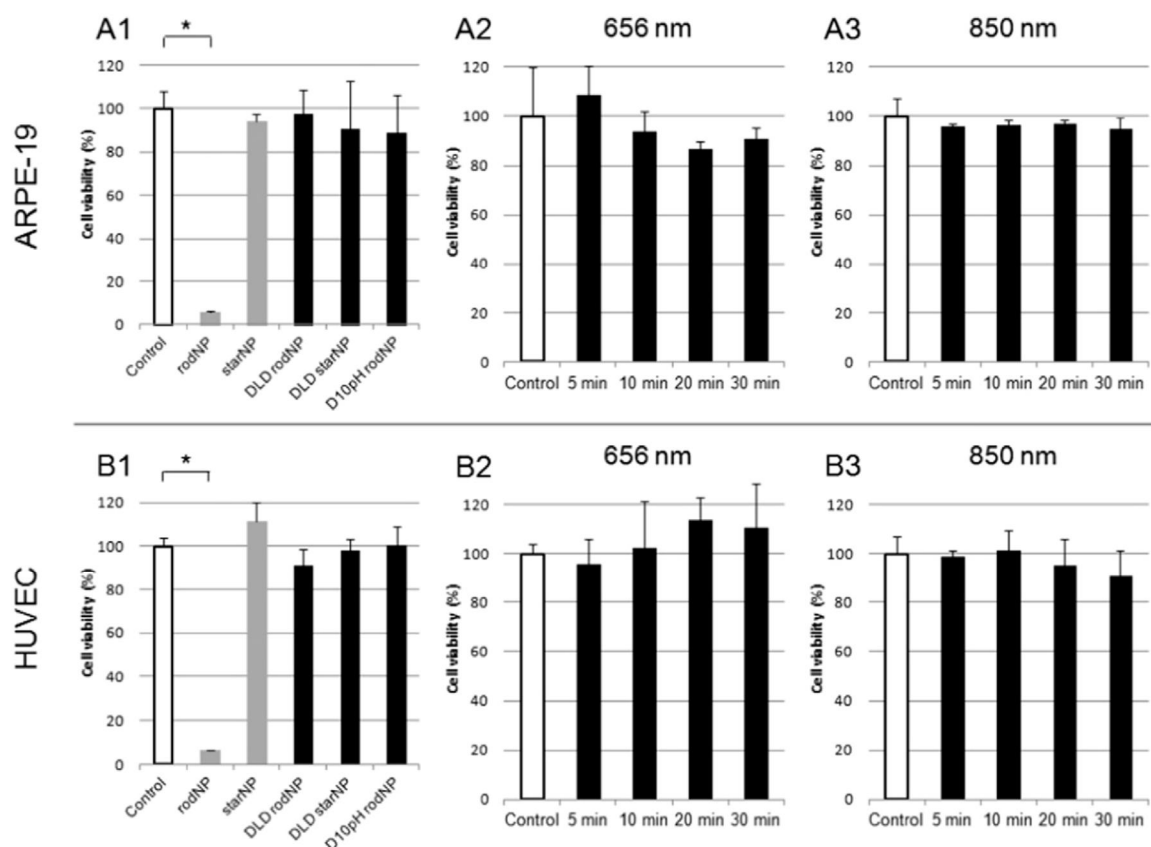 ARPE-19
A1
*
Cell viability (%)
120
100
80
60
40
20
0
Control
rodNP
starNP
DLD rodNP
DLD starNP
D10pH rodNP
A2
656 nm
Cell viability (%)
120
100
80
60
40
20
0
Control 5 min 10 min 20 min 30 min
A3
850 nm
Cell viability (%)
120
100
80
60
40
20
0
Control 5 min 10 min 20 min 30 min
HUVEC
B1
*
Cell viability (%)
120
100
80
60
40
20
0
Control
rodNP
starNP
DLD rodNP
DLD starNP
D10pH rodNP
B2
656 nm
Cell viability (%)
120
100
80
60
40
20
0
Control 5 min 10 min 20 min 30 min
B3
850 nm
Cell viability (%)
120
100
80
60
40
20
0
Control 5 min 10 min 20 min 30 min